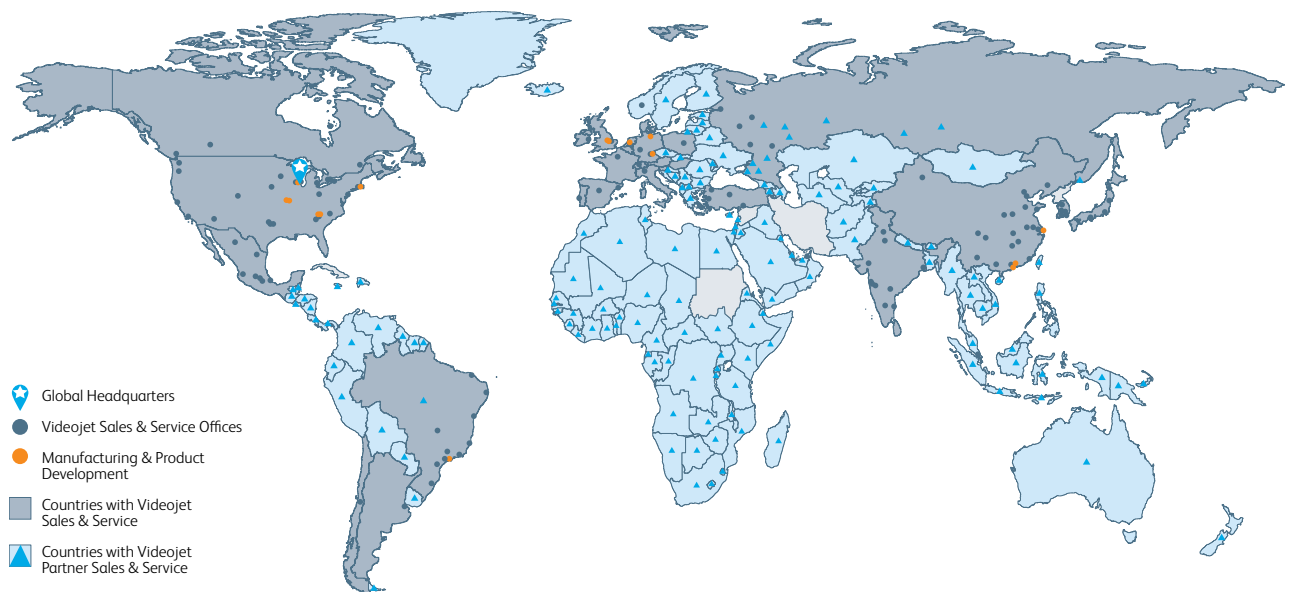 Global Headquarters
Videojet Sales & Service Offices
Manufacturing & Product
Development
Countries with Videojet
Sales & Service
Countries with Videojet
Partner Sales & Service